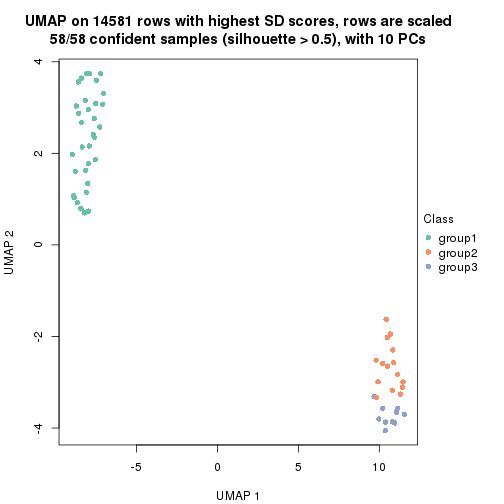 UMAP on 14581 rows with highest SD scores, rows are scaled
58/58 confident samples (silhouette > 0.5), with 10 PCs
4
2
0
-2
-4
UMAP 2
-5
0
5
10
UMAP 1
Class
group1
group2
group3